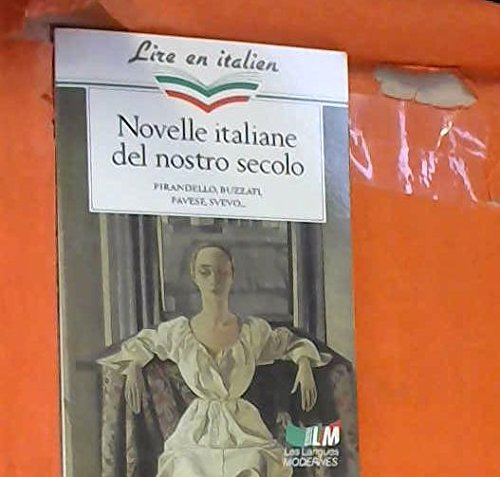 Lire en italien
Novelle italiane
del nostro secolo
PIRANDELLO, BUZZATI,
PAVESE, SVEVO...
LM
Les Langues
MODERNES